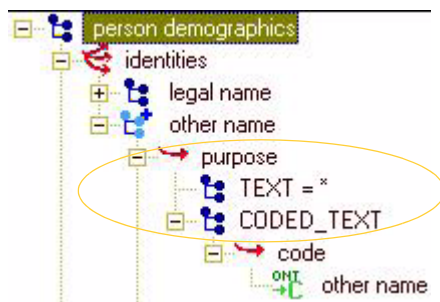 person demographics
identities
legal name
other name
purpose
TEXT = *
CODED_TEXT
code
ONT C other name